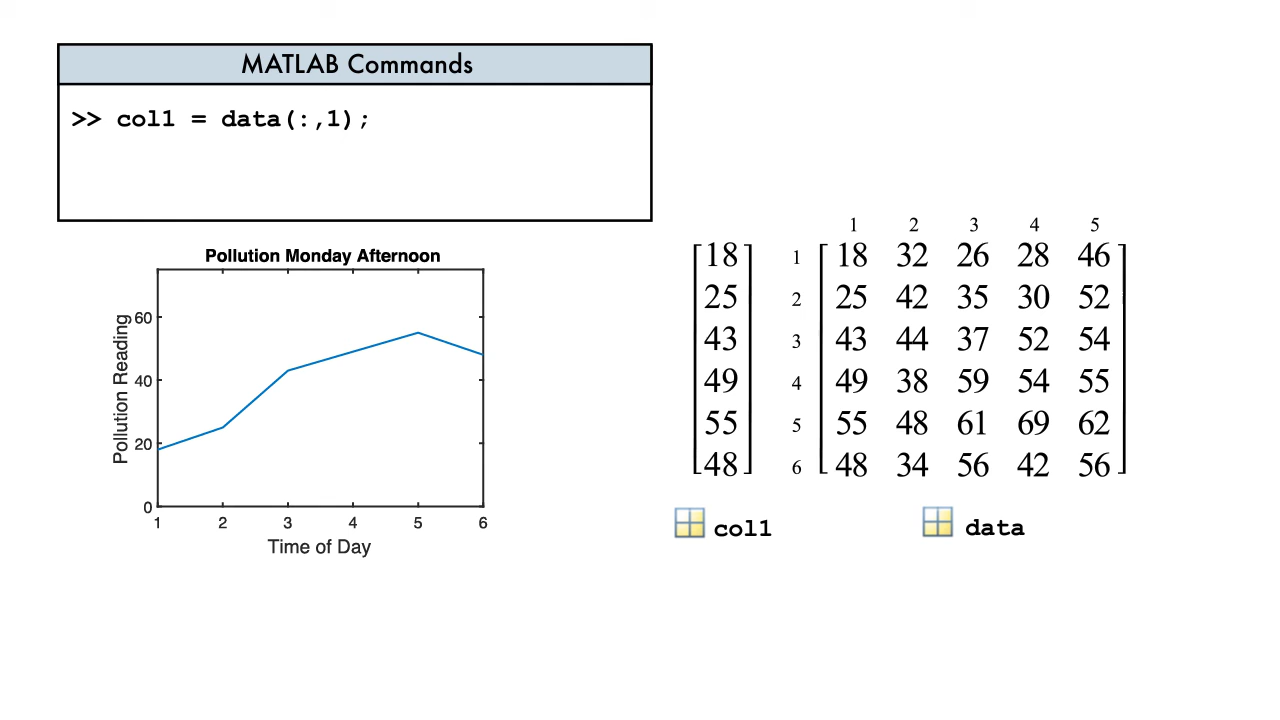 MATLAB Commands
>> col1 = data(:,1);
Pollution Monday Afternoon
Pollution Reading
60
40
20
0
1 2 3 4 5 6
Time of Day
18
25
43
49
55
48
col1
1 2 3 4 5
1 18 32 26 28 46
2 25 42 35 30 52
3 43 44 37 52 54
4 49 38 59 54 55
5 55 48 61 69 62
6 48 34 56 42 56
data